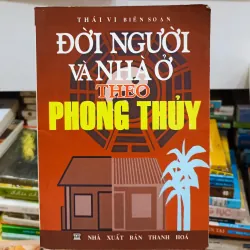 THÁI VI BIÊN SOẠN
ĐỜI NGƯỜI
VÀ NHÀ Ở
THEO
PHONG THỦY
NHÀ XUẤT BẢN THANH HOÁ